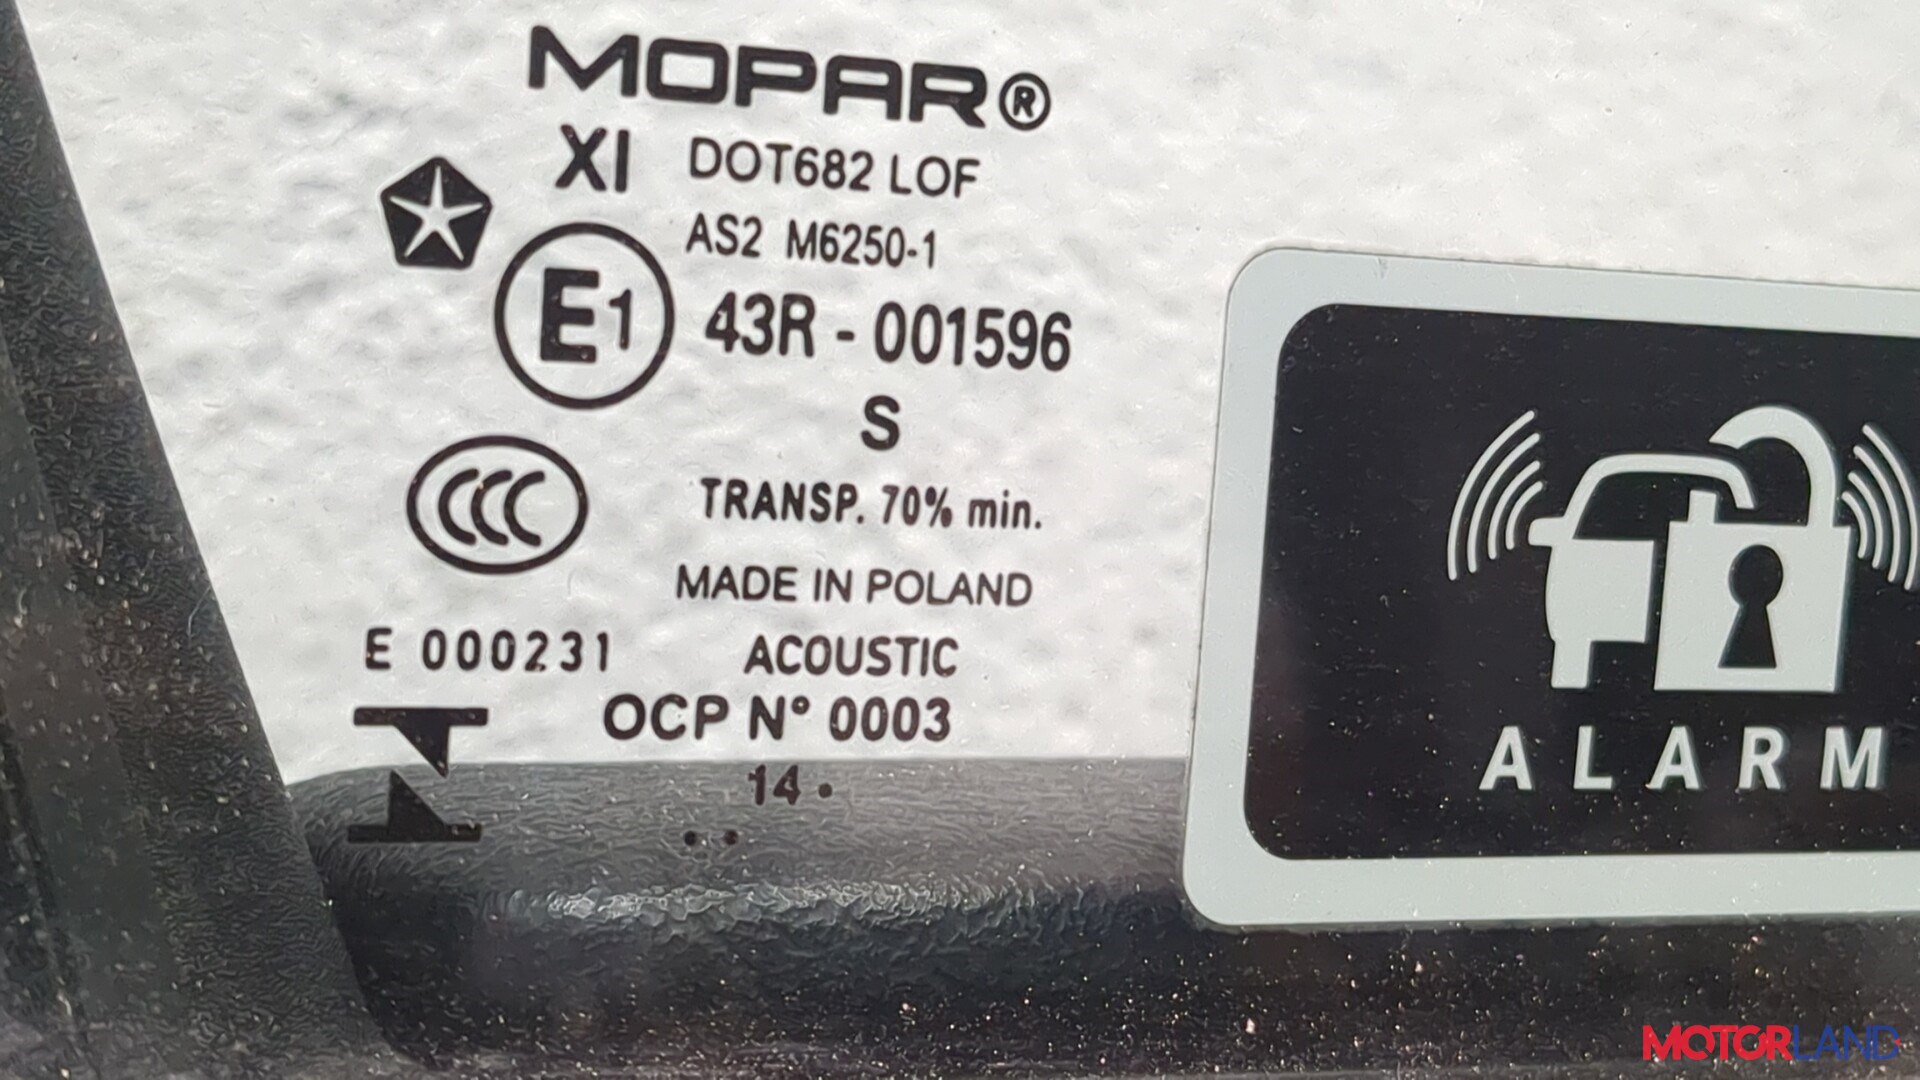 MOPAR®
XI DOT682 LOF
AS2 M6250-1
E1 43R - 001596
S
CCC
TRANSP. 70% min.
MADE IN POLAND
E 000231 ACOUSTIC
OCP N° 0003
14 •
ALARM
MOTORLAND